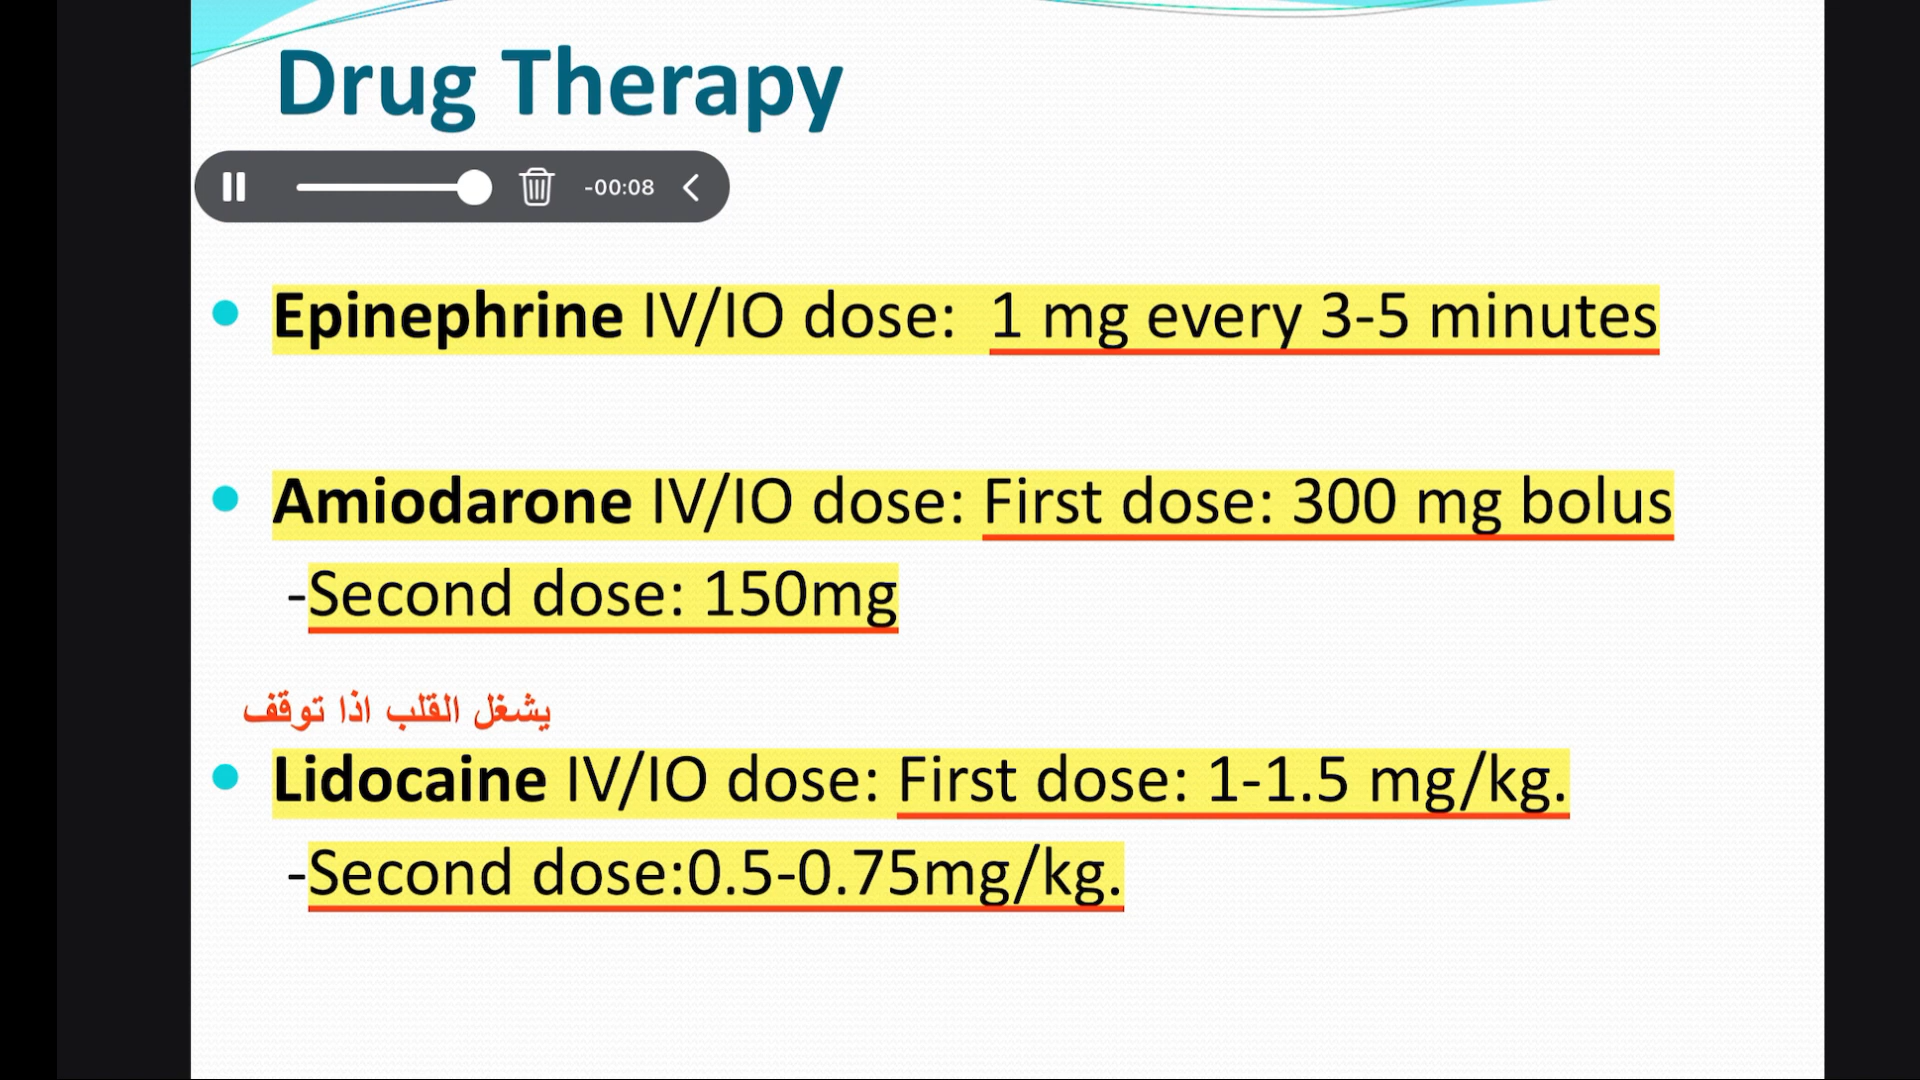 Drug Therapy
-00:08
Epinephrine IV/IO dose: 1 mg every 3-5 minutes
Amiodarone IV/IO dose: First dose: 300 mg bolus
-Second dose: 150mg
يشغل القلب اذا توقف
Lidocaine IV/IO dose: First dose: 1-1.5 mg/kg.
-Second dose:0.5-0.75mg/kg.